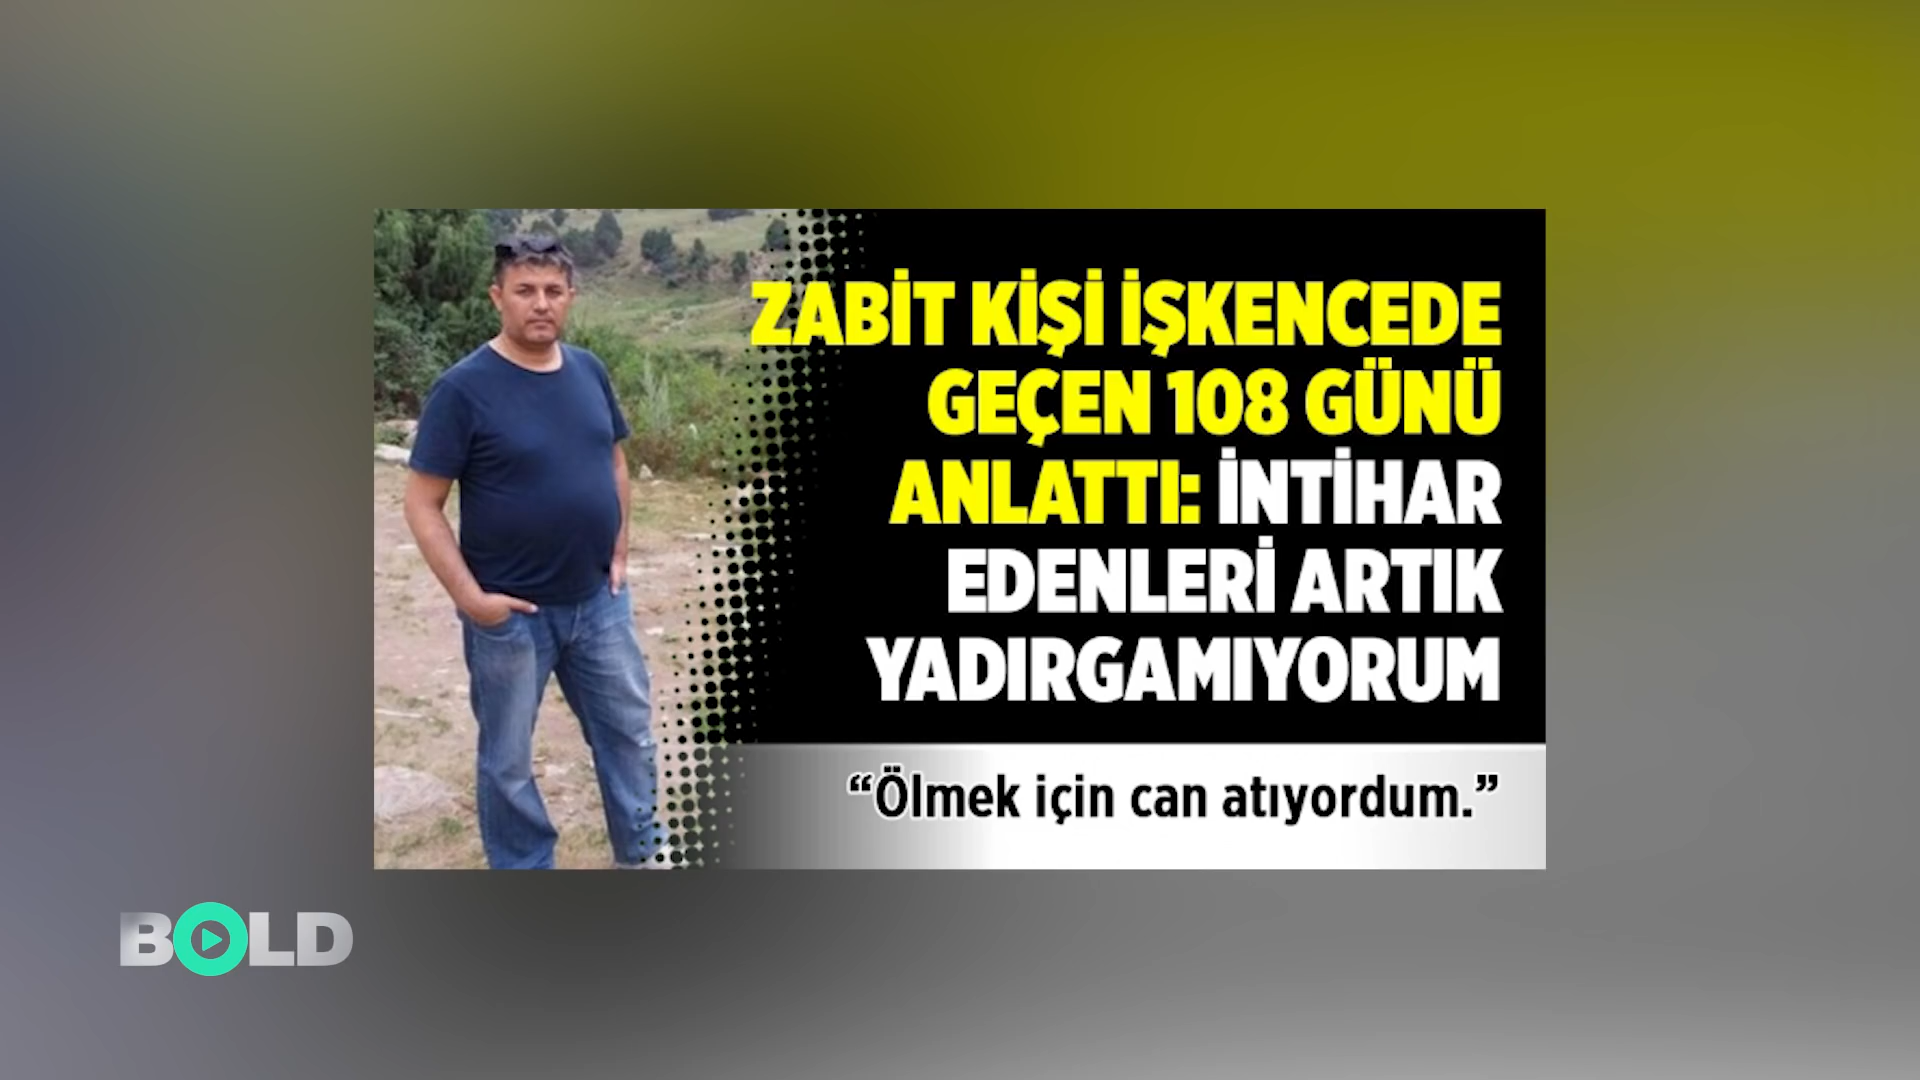 ZABİT KİŞİ İŞKENCEDE
GEÇEN 108 GÜNÜ
ANLATTI: İNTİHAR
EDENLERİ ARTIK
YADIRGAMIYORUM
“Ölmek için can atıyordum.”
BOLD